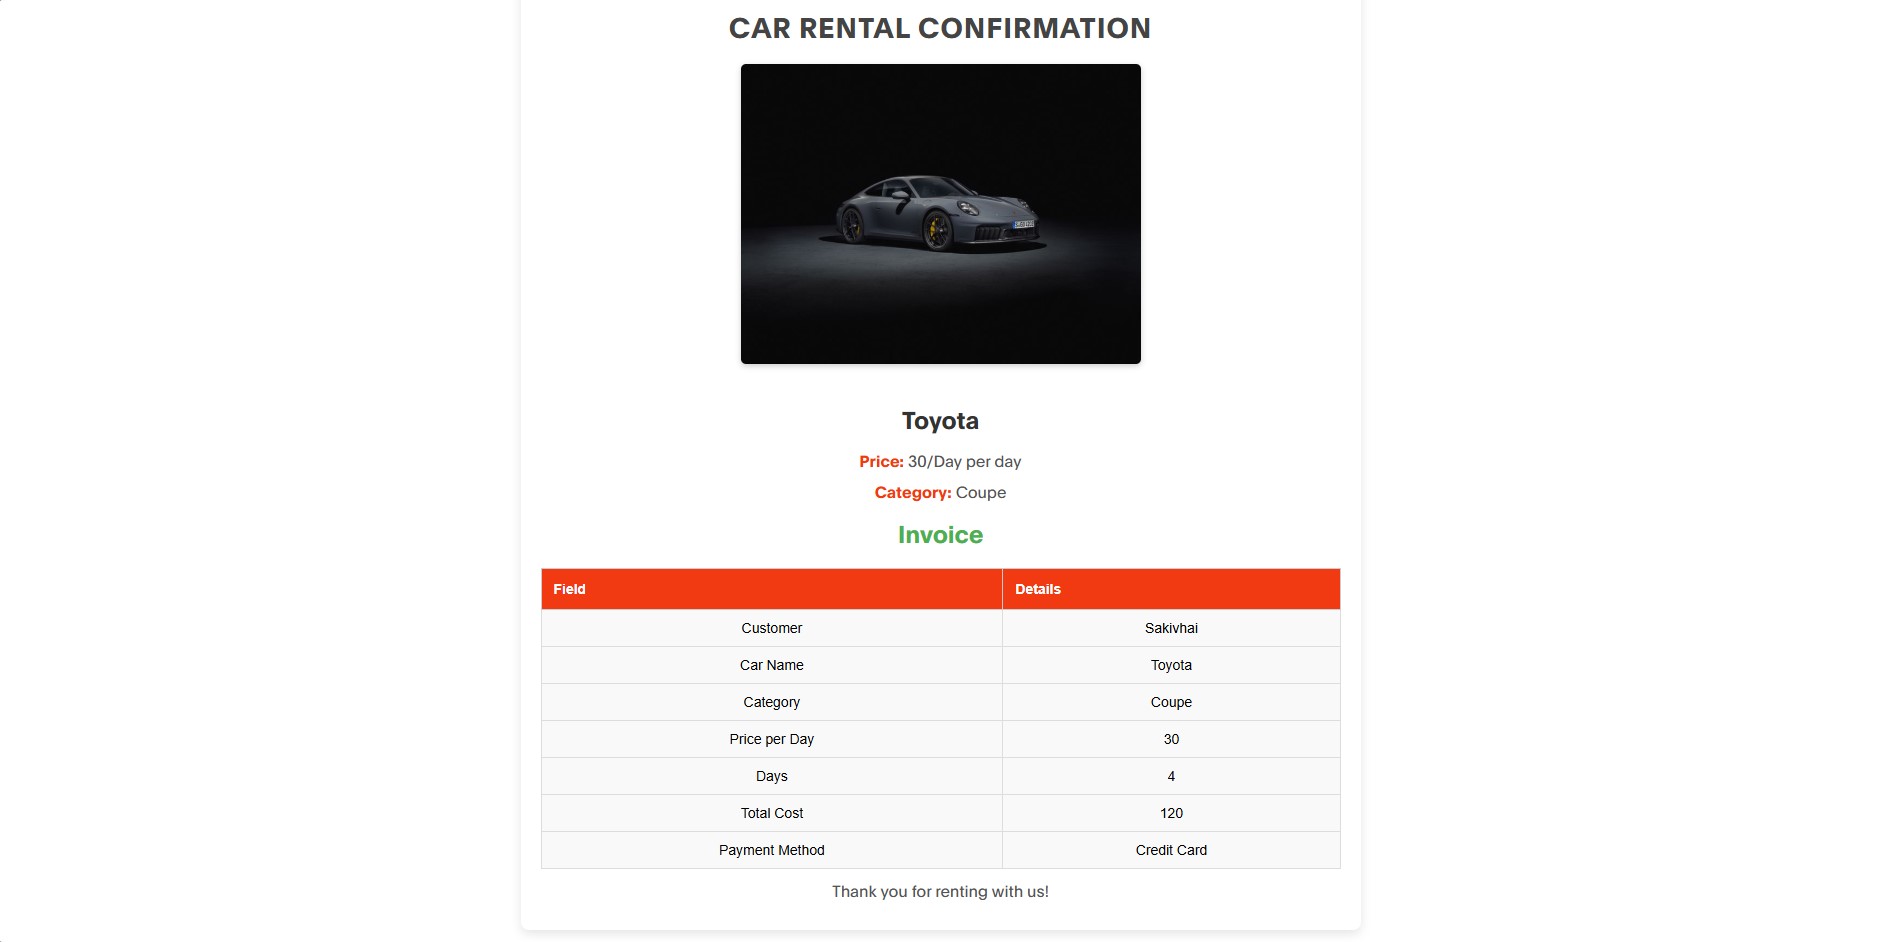 CAR RENTAL CONFIRMATION
Toyota
Price: 30/Day per day
Category: Coupe
Invoice
Field Details
Customer Sakivhai
Car Name Toyota
Category Coupe
Price per Day 30
Days 4
Total Cost 120
Payment Method Credit Card
Thank you for renting with us!